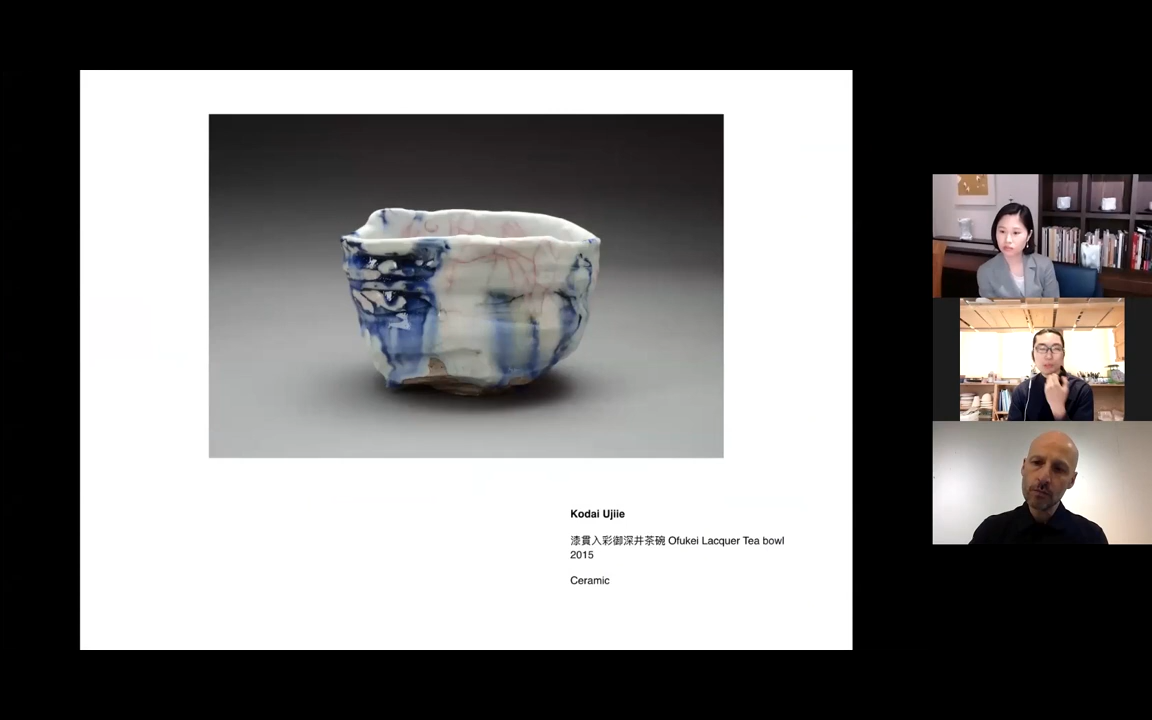 Kodai Ujiie
漆貫入彩御深井茶碗 Ofukei Lacquer Tea bowl
2015
Ceramic